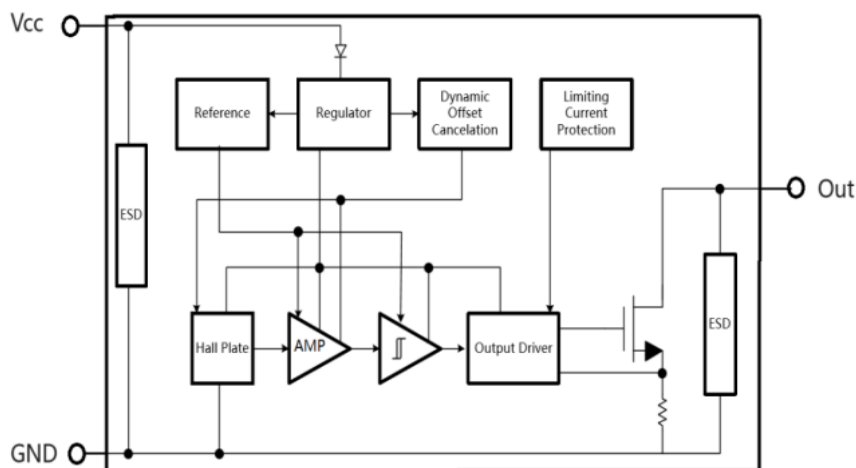 Vcc
Reference
Regulator
Dynamic
Offset
Cancelation
Limiting
Current
Protection
ESD
Out
Hall Plate
AMP
Output Driver
ESD
GND